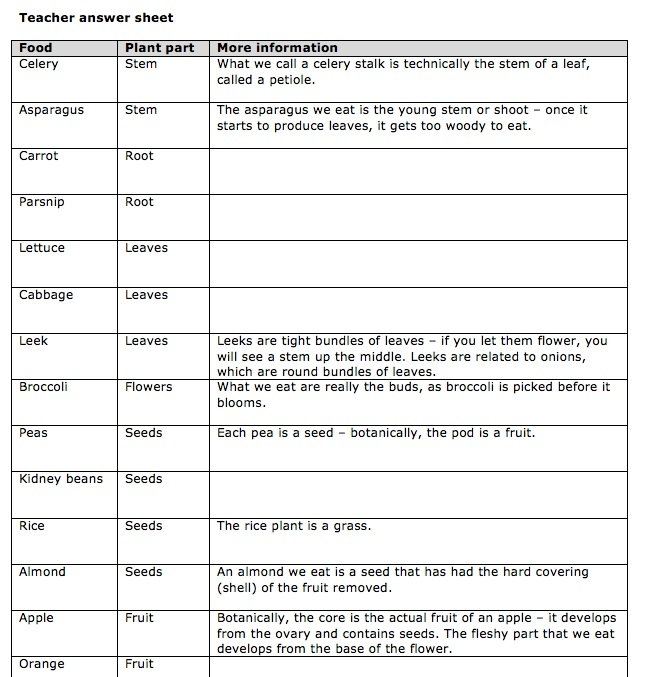 Teacher answer sheet
Food Plant part More information
Celery Stem What we call a celery stalk is technically the stem of a leaf,
called a petiole.
Asparagus Stem The asparagus we eat is the young stem or shoot – once it
starts to produce leaves, it gets too woody to eat.
Carrot Root
Parsnip Root
Lettuce Leaves
Cabbage Leaves
Leek Leaves Leeks are tight bundles of leaves – if you let them flower, you
will see a stem up the middle. Leeks are related to onions,
which are round bundles of leaves.
Broccoli Flowers What we eat are really the buds, as broccoli is picked before it
blooms.
Peas Seeds Each pea is a seed – botanically, the pod is a fruit.
Kidney beans Seeds
Rice Seeds The rice plant is a grass.
Almond Seeds An almond we eat is a seed that has had the hard covering
(shell) of the fruit removed.
Apple Fruit Botanically, the core is the actual fruit of an apple – it develops
from the ovary and contains seeds. The fleshy part that we eat
develops from the base of the flower.
Orange Fruit